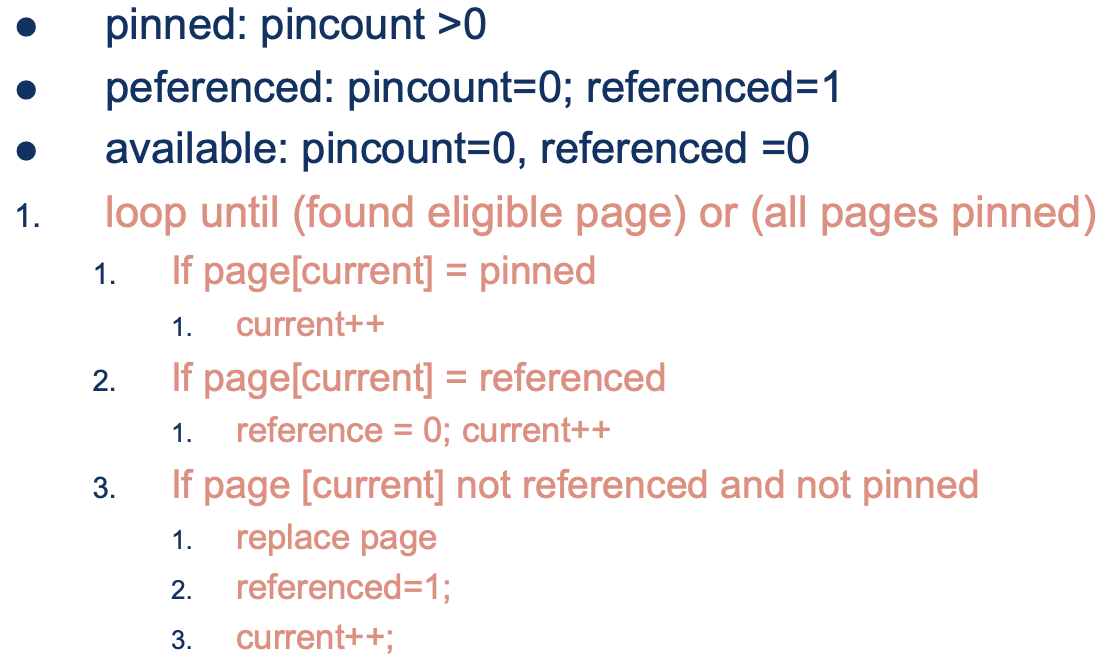 ● pinned: pincount >0
● peferenced: pincount=0; referenced=1
● available: pincount=0, referenced =0
1. loop until (found eligible page) or (all pages pinned)
1. If page[current] = pinned
1. current++
2. If page[current] = referenced
1. reference = 0; current++
3. If page [current] not referenced and not pinned
1. replace page
2. referenced=1;
3. current++;